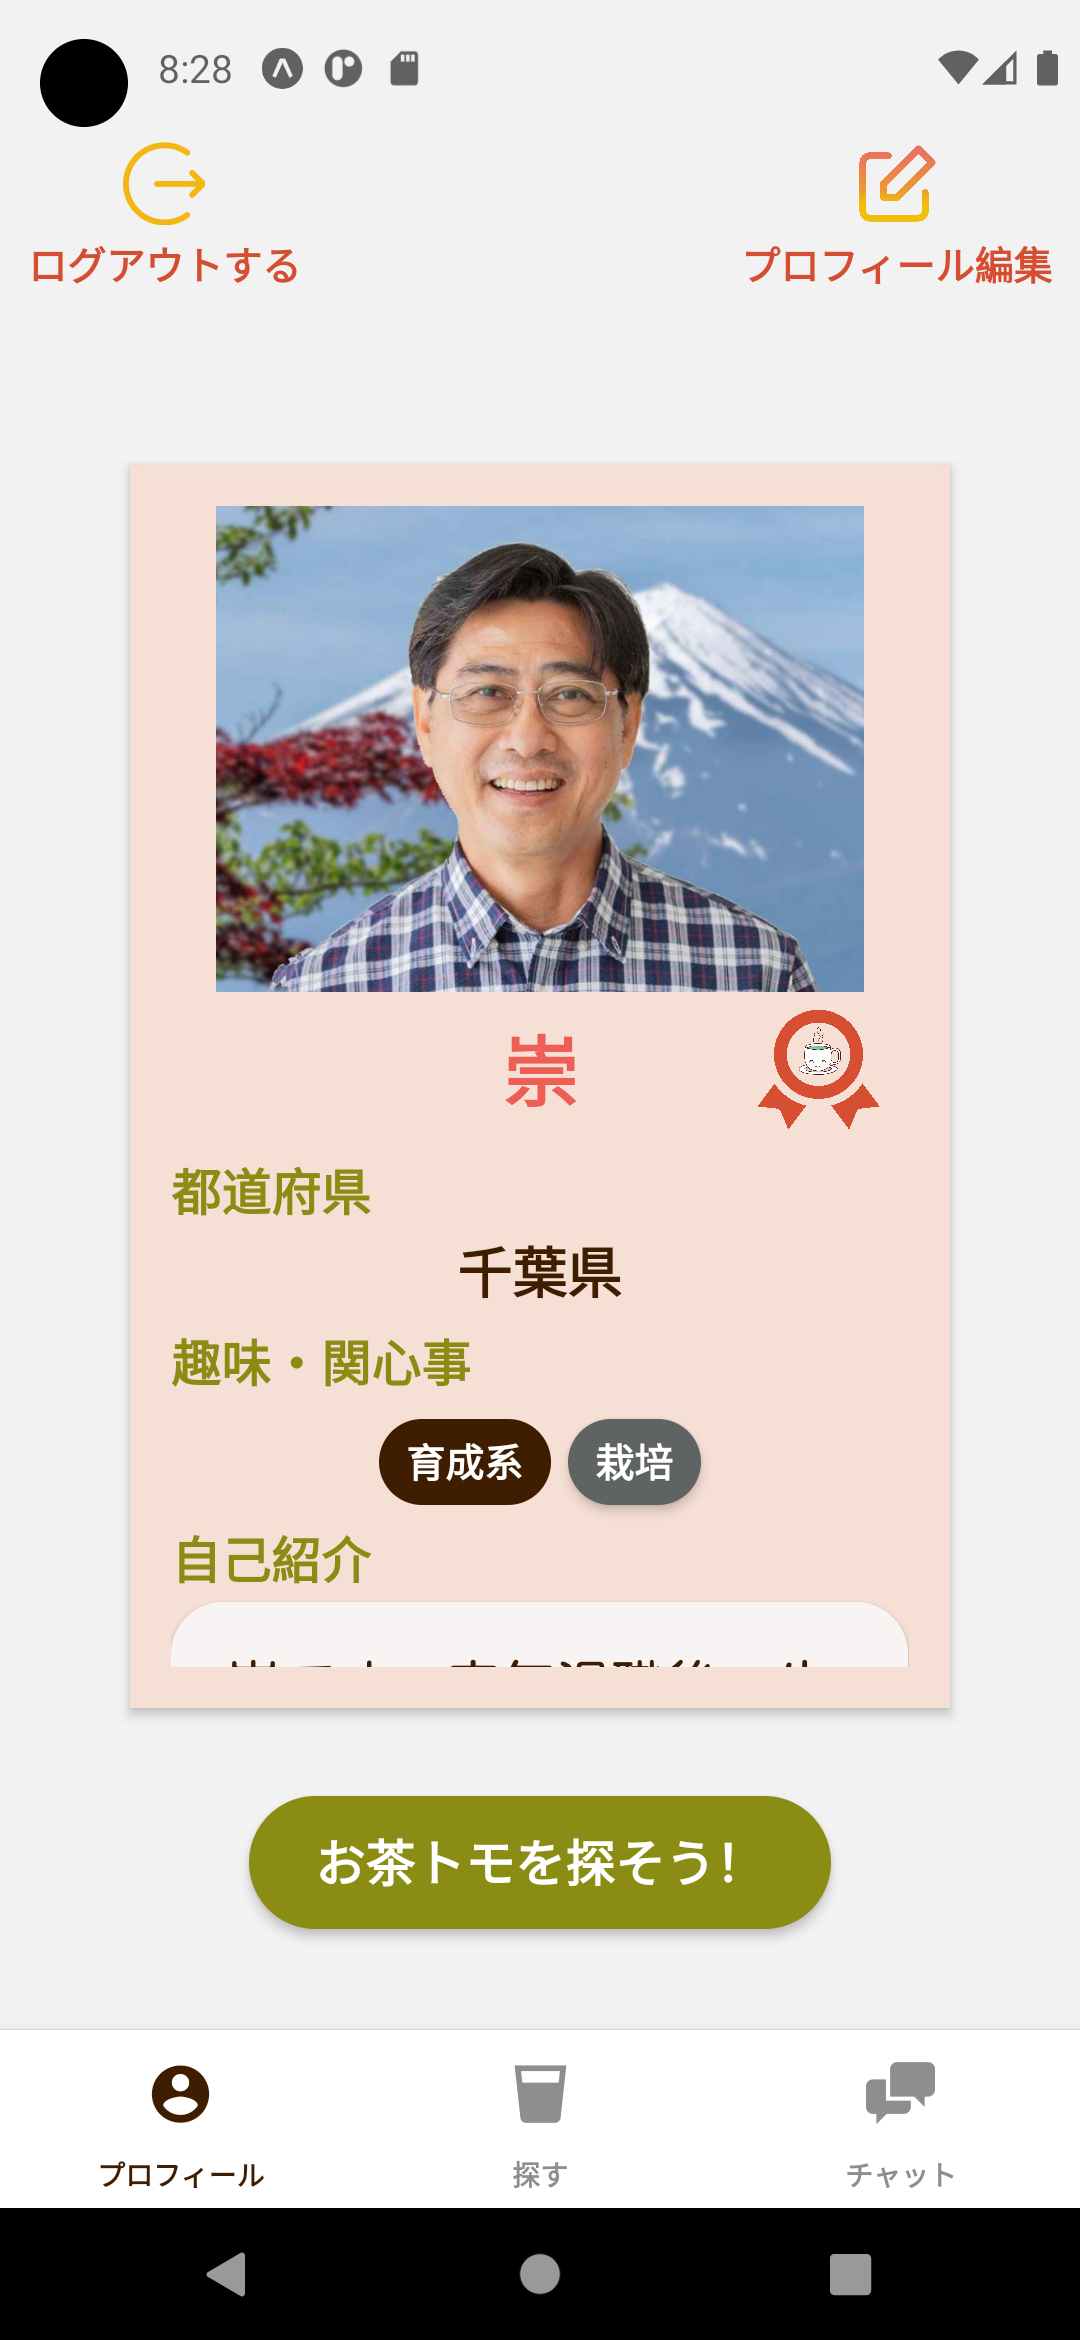 8:28
ログアウトする
プロフィール編集
崇
都道府県
千葉県
趣味・関心事
育成系 栽培
自己紹介
お茶トモを探そう!
プロフィール
探す
チャット